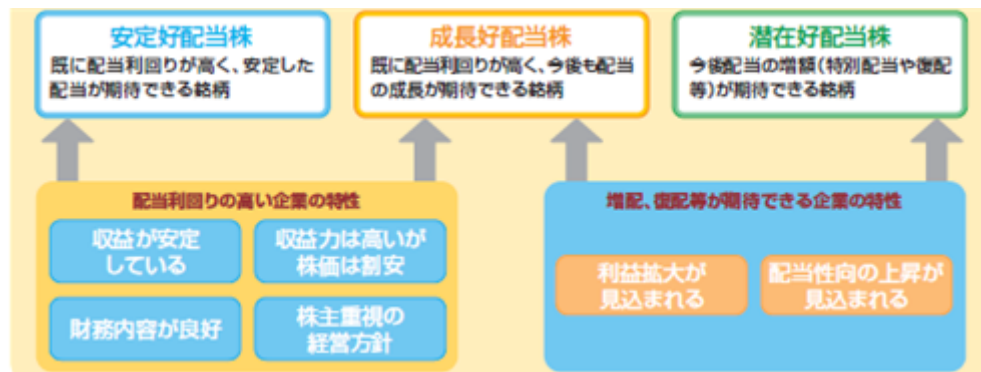 安定好配当株
既に配当利回りが高く、安定した
配当が期待できる銘柄
成長好配当株
既に配当利回りが高く、今後も配当
の成長が期待できる銘柄
潜在好配当株
今後配当の増額(特別配当や復配
等)が期待できる銘柄
配当利回りの高い企業の特性
収益が安定
している
収益力は高いが
株価は割安
財務内容が良好
株主重視の
経営方針
増配、復配等が期待できる企業の特性
利益拡大が
見込まれる
配当性向の上昇が
見込まれる